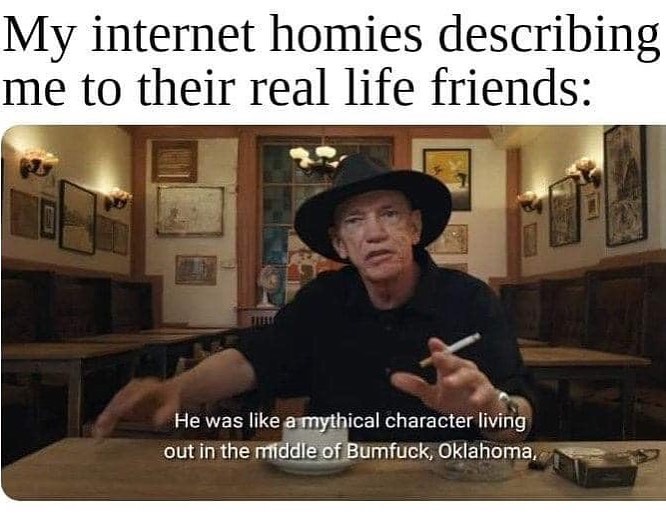 My internet homies describing
me to their real life friends:
He was like a mythical character living
out in the middle of Bumfuck, Oklahoma,